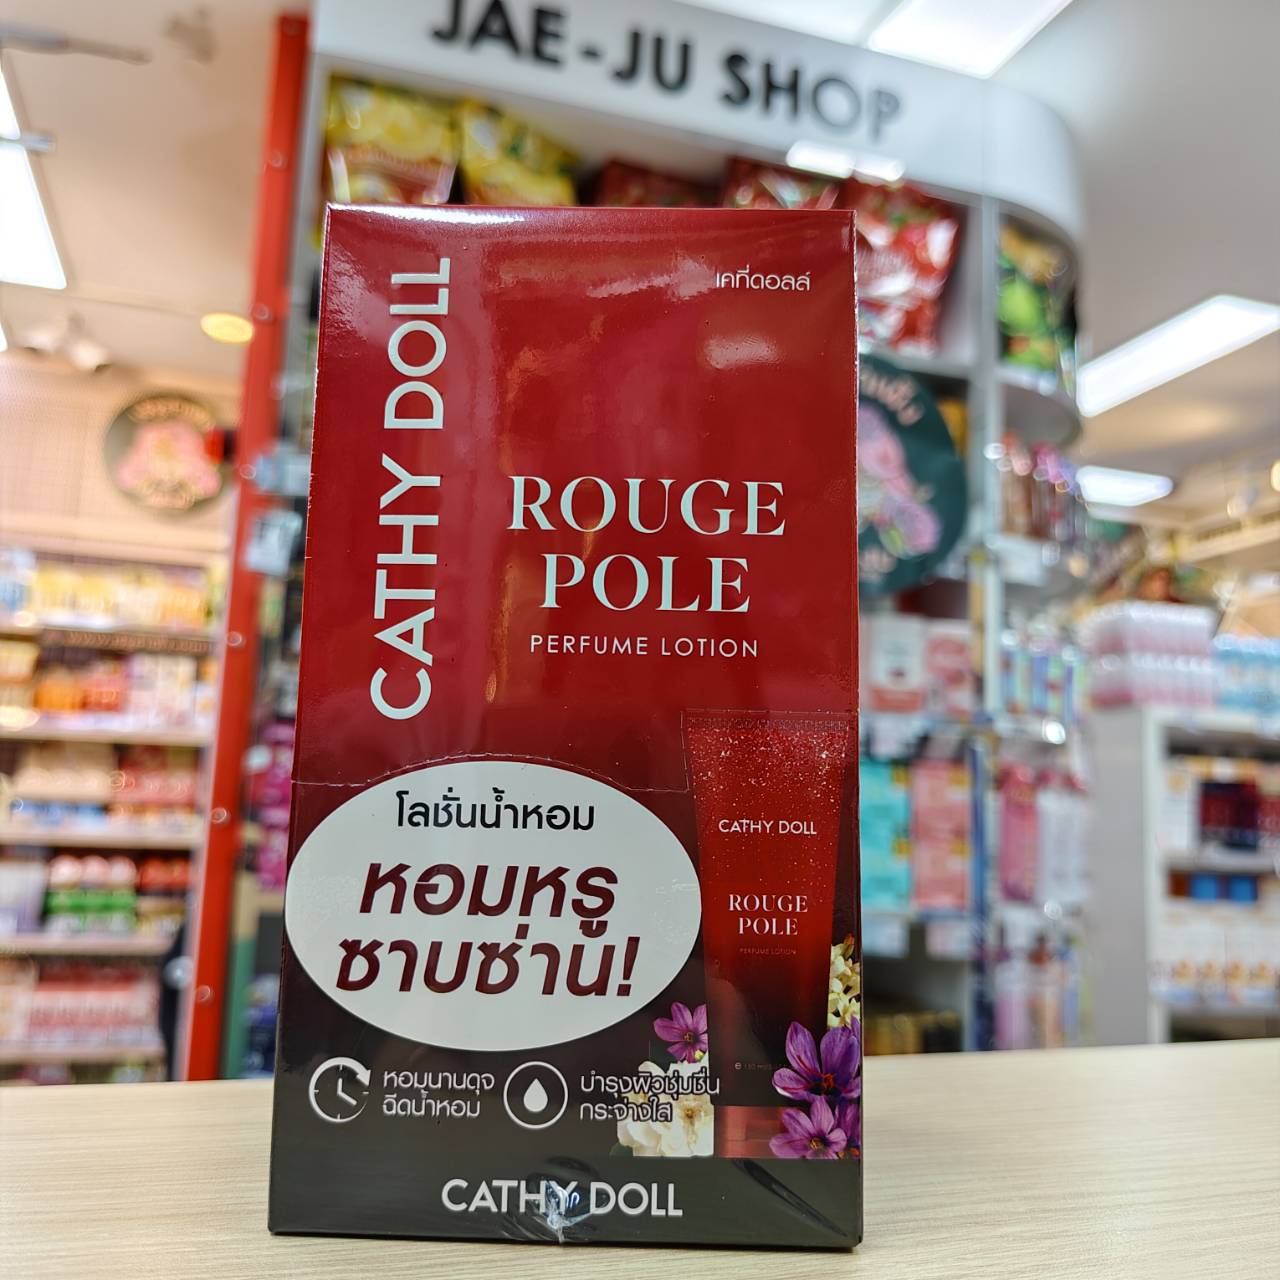 JAE-JU SHOP
เคที่ดอลล์
CATHY DOLL
ROUGE
POLE
PERFUME LOTION
โลชั่นน้ำหอม
หอมหรู
ซาบซ่าน!
CATHY DOLL
ROUGE
POLE
PERFUME LOTION
หอมนานดุจ
ฉีดน้ำหอม
บำรุงผิวชุ่มชื่น
กระจ่างใส
CATHY DOLL